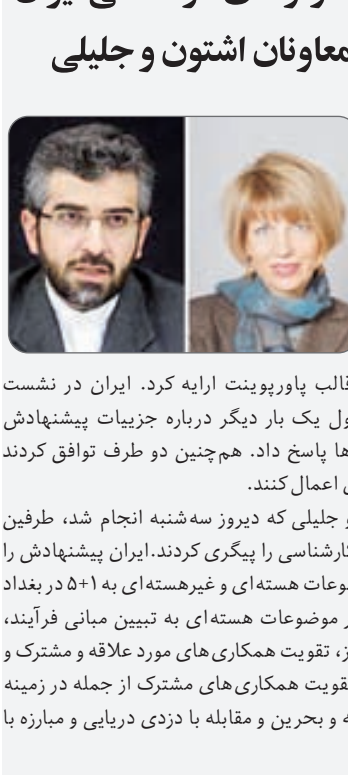 معاونان اشتون و جلیلی
قالب پاورپوینت ارایه کرد. ایران در نشست
یک بار دیگر درباره جزییات پیشنهادش
پاسخ داد. هم‌چنین دو طرف توافق کردند
اعمال کنند.
و جلیلی که دیروز سه‌شنبه انجام شد، طرفین
کارشناسی را پیگری کردند.ایران پیشنهادش را
هسته‌ای و غیرهسته‌ای به ۱+۵ در بغداد
موضوعات هسته‌ای به تبیین مبانی فرآیند،
تقویت همکاری‌های مورد علاقه و مشترک و
تقویت همکاری‌های مشترک از جمله در زمینه
و بحرین و مقابله با دزدی دریایی و مبارزه با